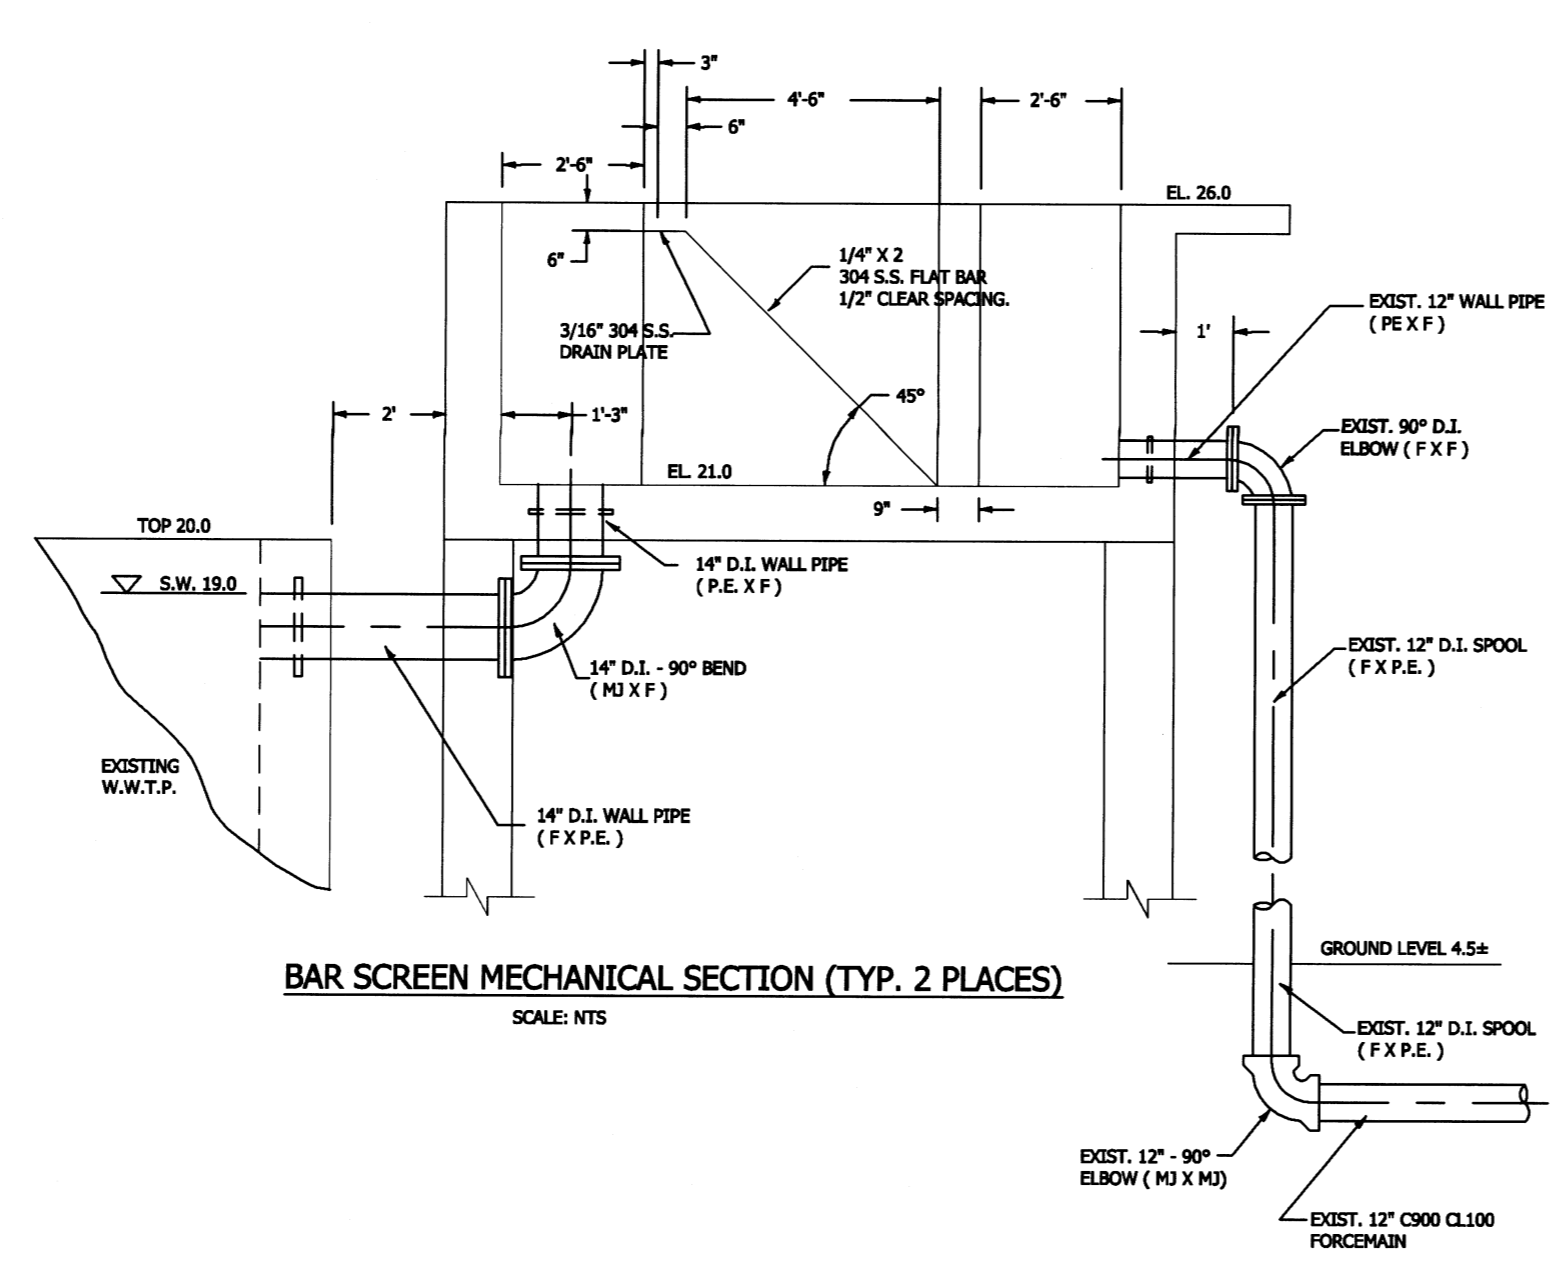 3"
4'-6"
2'-6"
6"
2'-6"
EL. 26.0
6"
1/4" X 2
304 S.S. FLAT BAR
1/2" CLEAR SPACING.
EXIST. 12" WALL PIPE
( PE X F )
3/16" 304 S.S.
DRAIN PLATE
1'
45°
2'
1'-3"
EXIST. 90° D.I.
ELBOW ( F X F )
EL. 21.0
9"
TOP 20.0
S.W. 19.0
14" D.I. WALL PIPE
( P.E. X F )
14" D.I. - 90° BEND
( MJ X F )
EXIST. 12" D.I. SPOOL
( F X P.E. )
EXISTING
W.W.T.P.
14" D.I. WALL PIPE
( F X P.E. )
BAR SCREEN MECHANICAL SECTION (TYP. 2 PLACES)
SCALE: NTS
GROUND LEVEL 4.5±
EXIST. 12" D.I. SPOOL
( F X P.E. )
EXIST. 12" - 90°
ELBOW ( MJ X MJ)
EXIST. 12" C900 CL100
FORCEMAIN